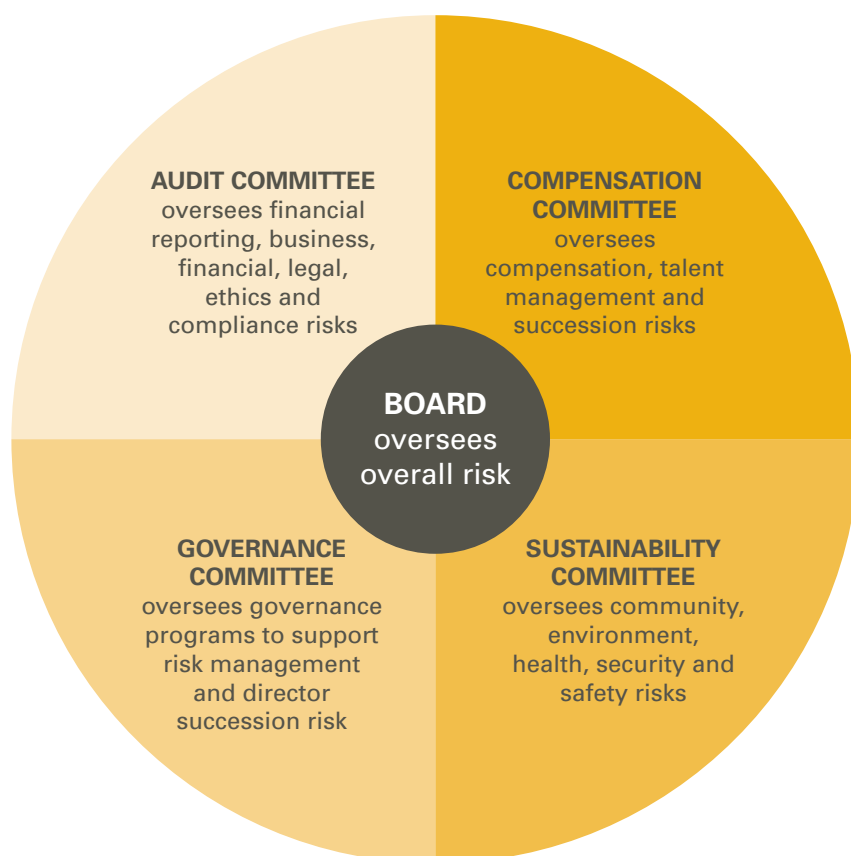 AUDIT COMMITTEE
oversees financial
reporting, business,
financial, legal,
ethics and
compliance risks
COMPENSATION
COMMITTEE
oversees
compensation, talent
management and
succession risks
BOARD
oversees
overall risk
GOVERNANCE
COMMITTEE
oversees governance
programs to support
risk management
and director
succession risk
SUSTAINABILITY
COMMITTEE
oversees community,
environment,
health, security and
safety risks